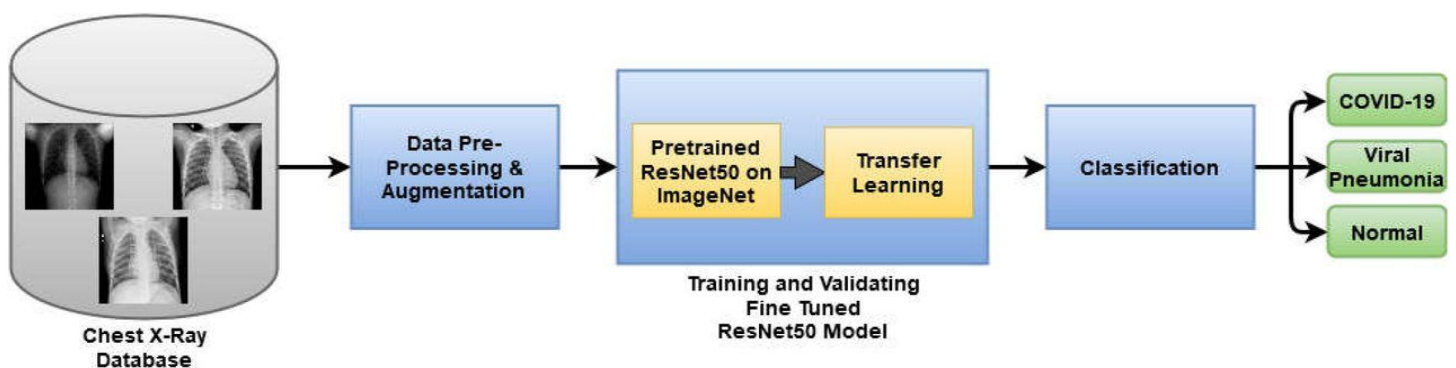 Chest X-Ray
Database
Data Pre-
Processing &
Augmentation
Pretrained
ResNet50 on
ImageNet
Transfer
Learning
Training and Validating
Fine Tuned
ResNet50 Model
Classification
COVID-19
Viral
Pneumonia
Normal